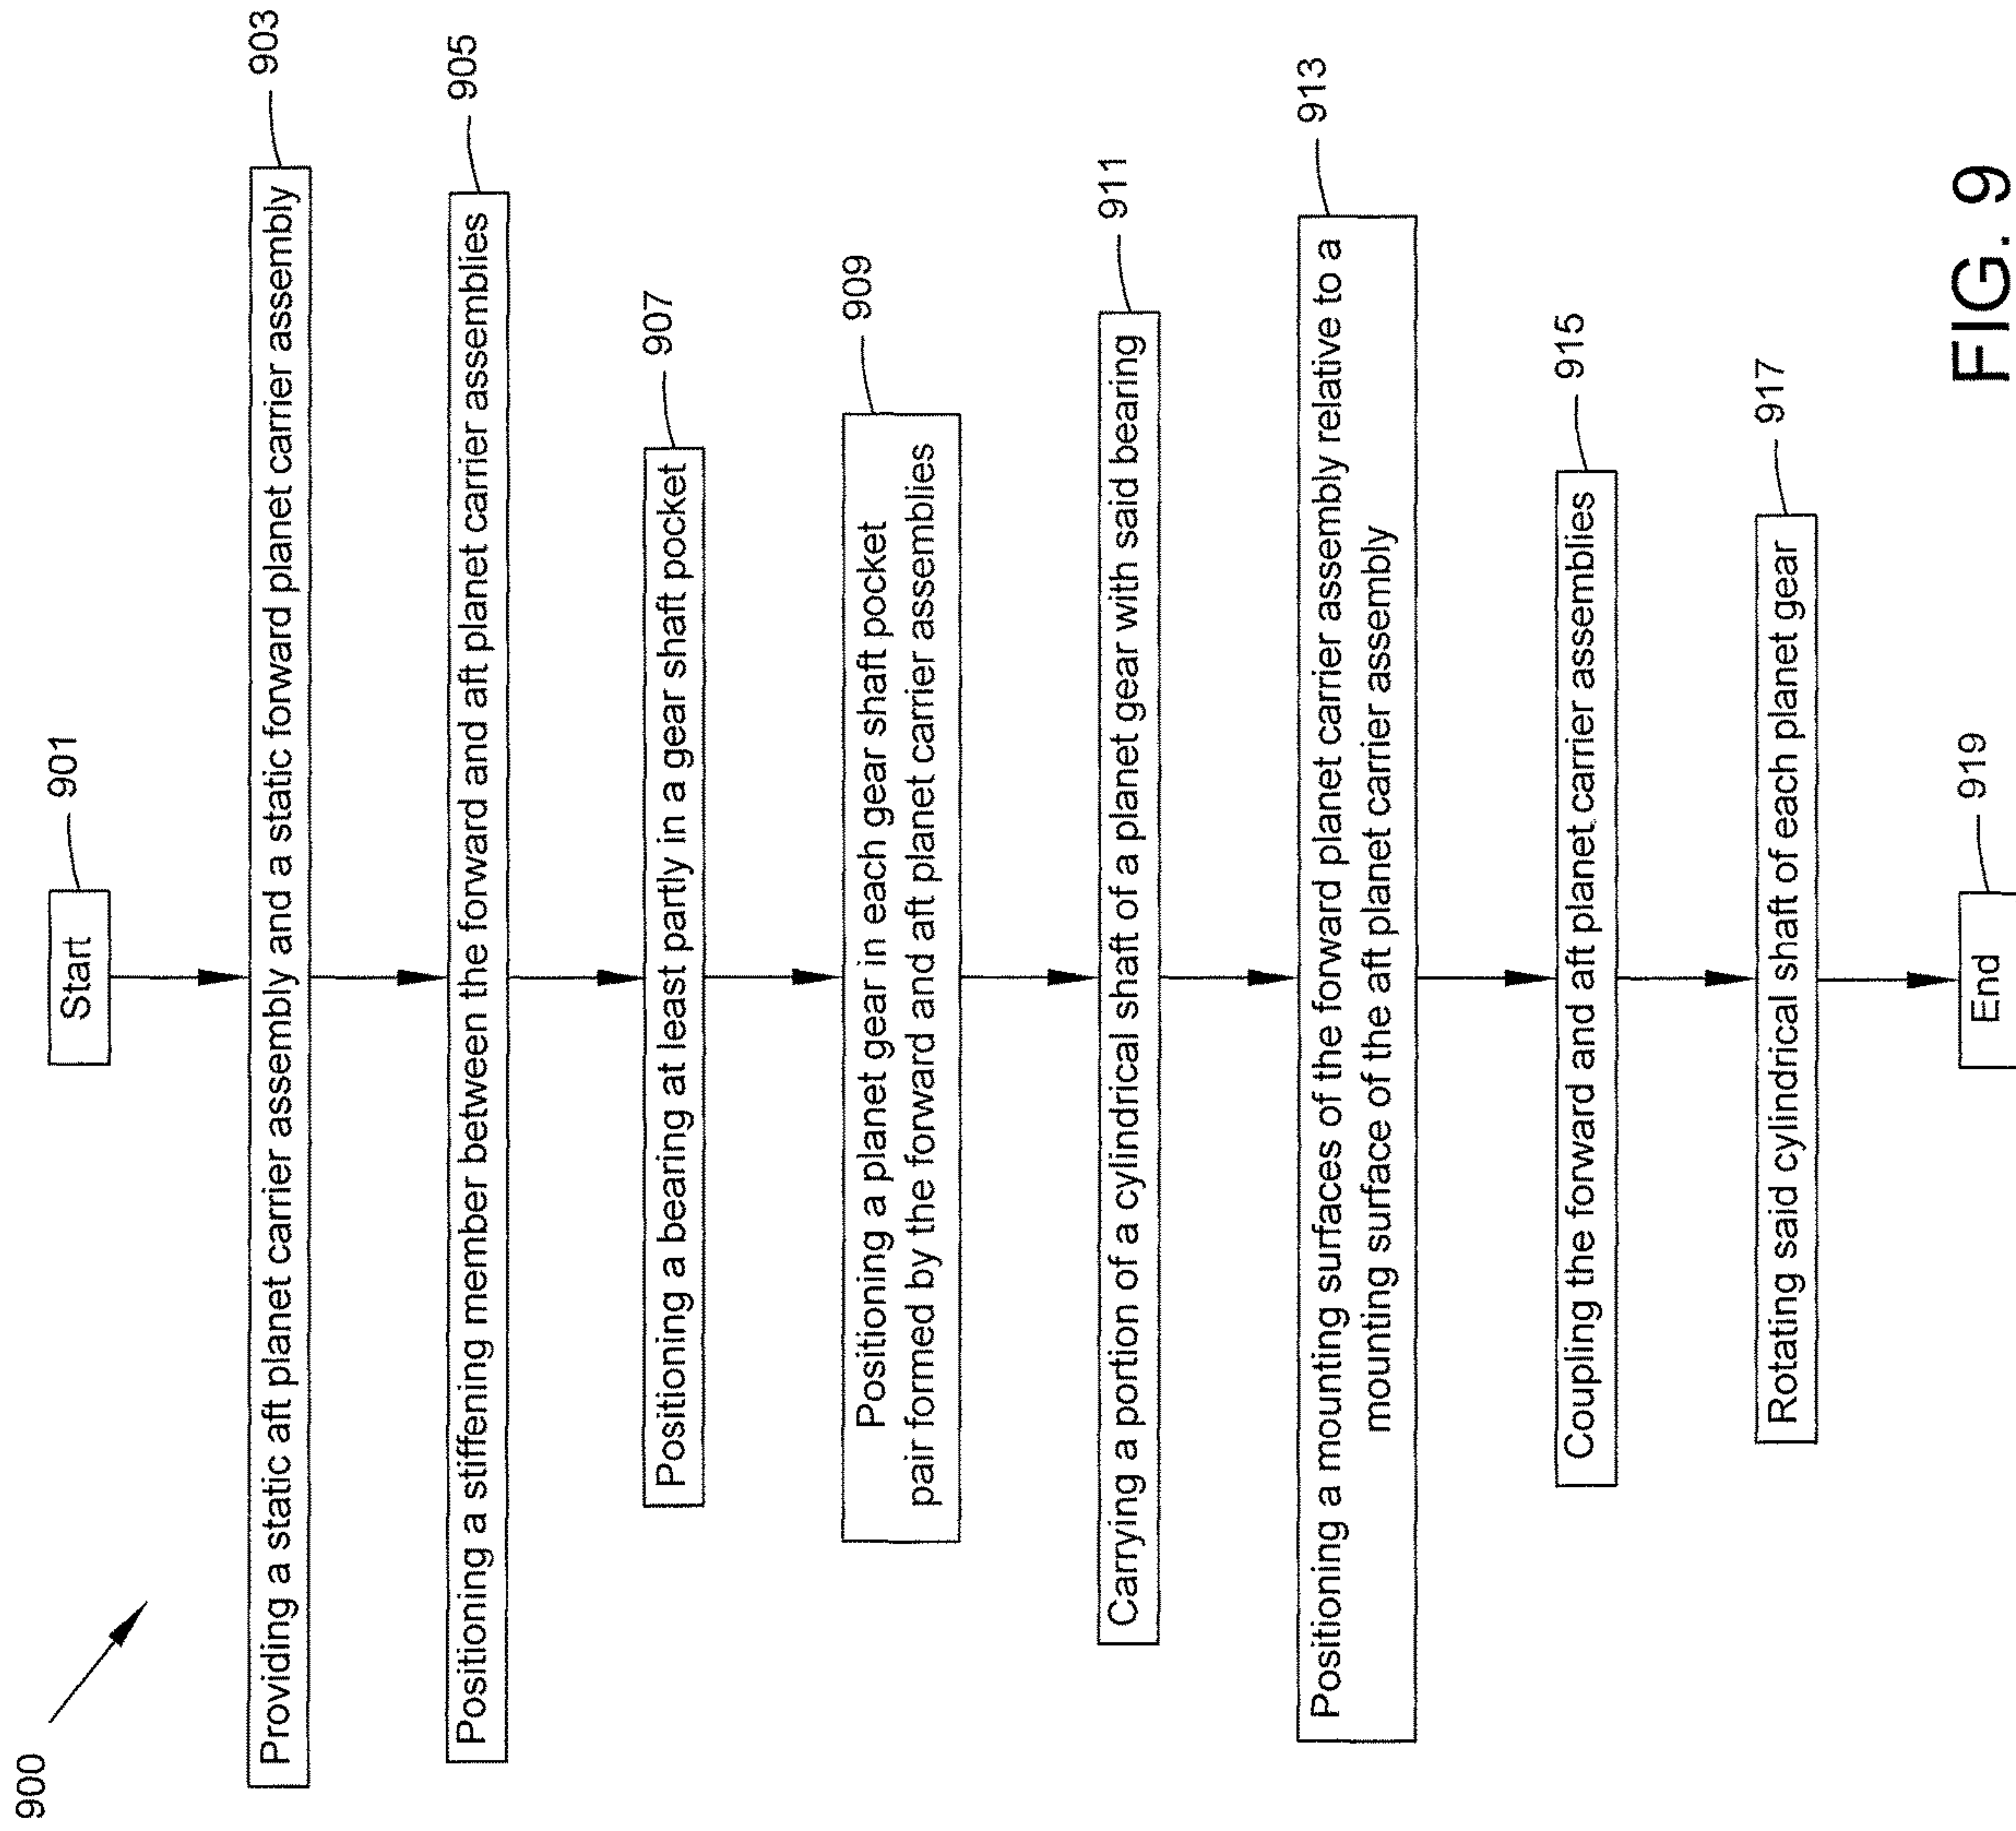 900
Start
901
Providing a static aft planet carrier assembly and a static forward planet carrier assembly
903
Positioning a stiffening member between the forward and aft planet carrier assemblies
905
Positioning a bearing at least partly in a gear shaft pocket
907
Positioning a planet gear in each gear shaft pocket
pair formed by the forward and aft planet carrier assemblies
909
Carrying a portion of a cylindrical shaft of a planet gear with said bearing
911
Positioning a mounting surfaces of the forward planet carrier assembly relative to a
mounting surface of the aft planet carrier assembly
913
Coupling the forward and aft planet carrier assemblies
915
Rotating said cylindrical shaft of each planet gear
917
End
919
FIG. 9